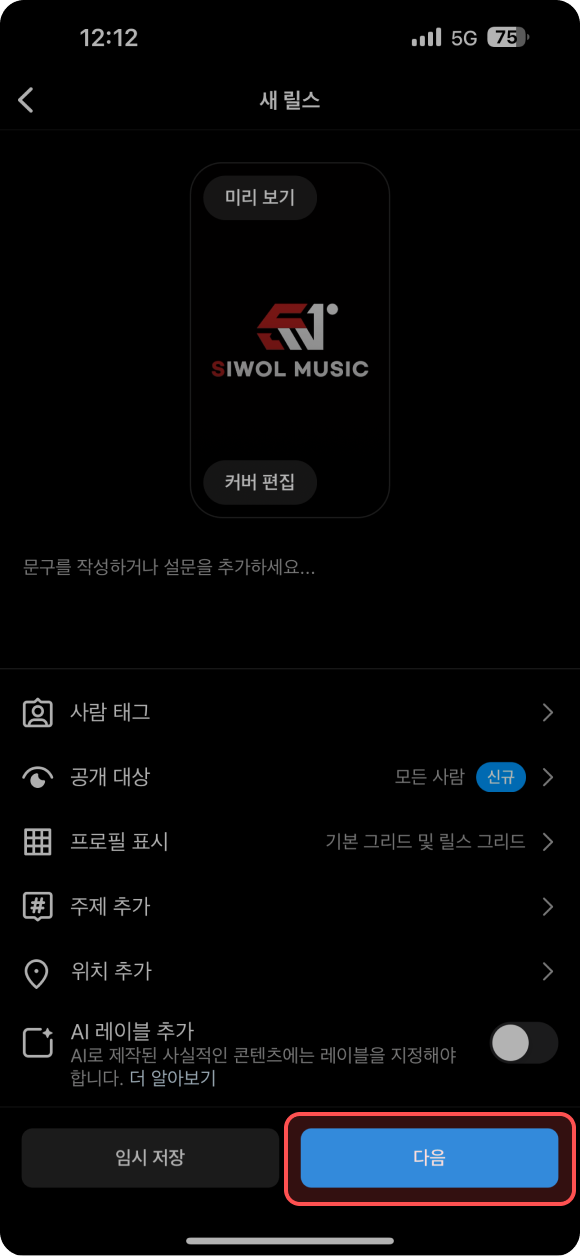 12:12
5G 75
새 릴스
미리 보기
SIWOL MUSIC
커버 편집
문구를 작성하거나 설문을 추가하세요...
사람 태그
공개 대상 모든 사람 신규
프로필 표시 기본 그리드 및 릴스 그리드
주제 추가
위치 추가
AI 레이블 추가
AI로 제작된 사실적인 콘텐츠에는 레이블을 지정해야
합니다. 더 알아보기
임시 저장 다음